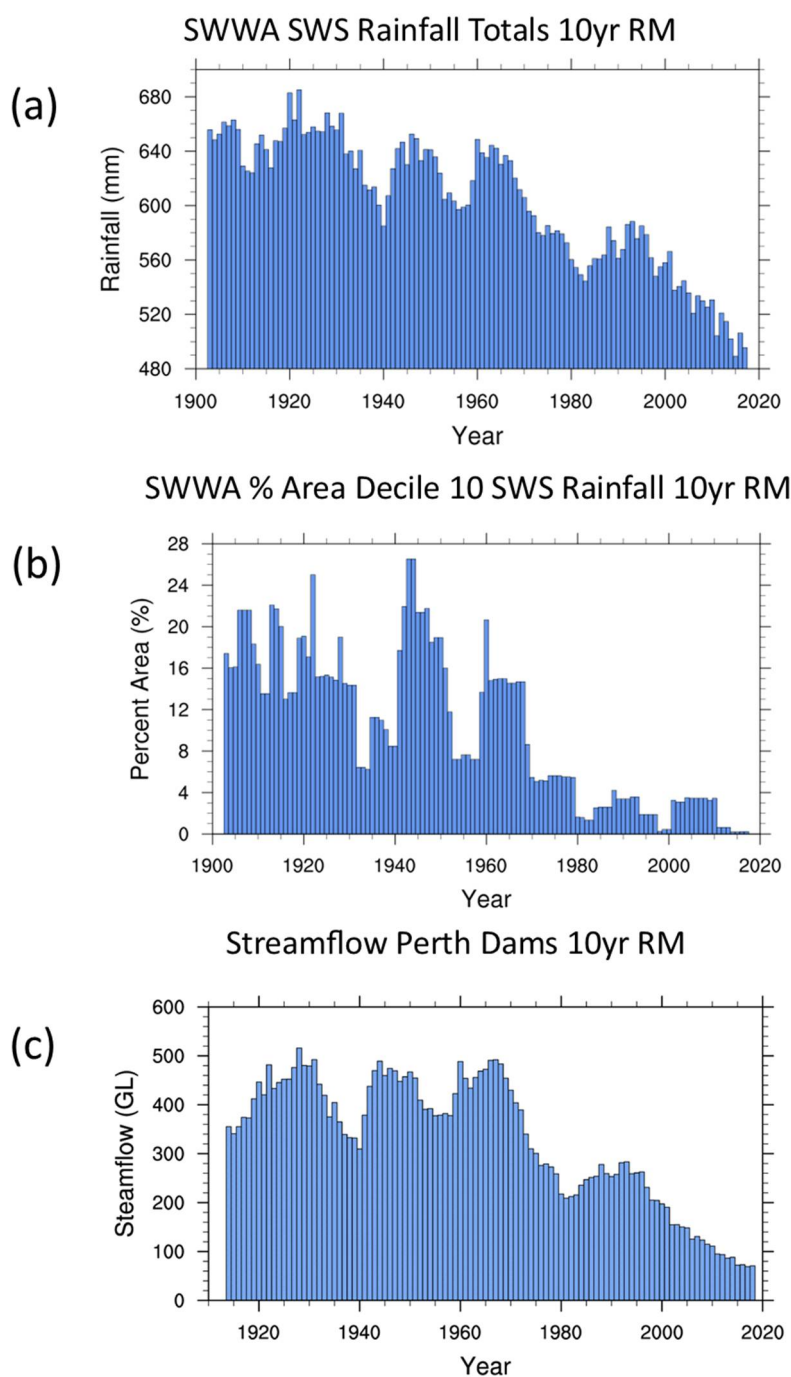 SWWA SWS Rainfall Totals 10yr RM
(a)
Rainfall (mm)
680
640
600
560
520
480
1900 1920 1940 1960 1980 2000 2020
Year
SWWA % Area Decile 10 SWS Rainfall 10yr RM
(b)
Percent Area (%)
28
24
20
16
12
8
4
0
1900 1920 1940 1960 1980 2000 2020
Year
Streamflow Perth Dams 10yr RM
(c)
Steamflow (GL)
600
500
400
300
200
100
0
1920 1940 1960 1980 2000 2020
Year